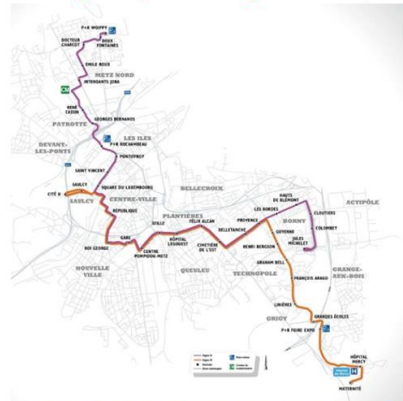 P+R WOIPPY
DEUX
FONTAINES
DOCTEUR
CHARCOT
EMILE ROUX
METZ NORD
INTENDANTS JOBA
RENÉ
CASSIN
GEORGES BERNANOS
PATROTTE
LES ILES
P+R ROCHAMBEAU
DEVANT-
LES-PONTS
PONTIFFROY
SAINT VINCENT
SAULCY
SQUARE DU LUXEMBOURG
CITÉ U
SAULCY
CENTRE-VILLE
BELLECROIX
RÉPUBLIQUE
PLANTIÈRES
HAUTS
DE BLÉMONT
ACTIPÔLE
LES BORDES
CLOUTIERS
PROVENCE
BORNY
COLOMBEY
SEILLE
FÉLIX ALCAN
BELLETANCHE
GUYENNE
JULES
MICHELET
GARE
ROI GEORGE
CENTRE
POMPIDOU-METZ
HÔPITAL
LEGOUEST
CIMETIÈRE
DE L'EST
HENRI BERGSON
GRAHAM BELL
NOUVELLE
VILLE
QUEULEU
TECHNOPOLE
FRANÇOIS ARAGO
GRANGE-
AUX-BOIS
LINIÈRES
GRIGY
GRANDES ÉCOLES
P+R FOIRE EXPO
HÔPITAL
MERCY
MATERNITÉ